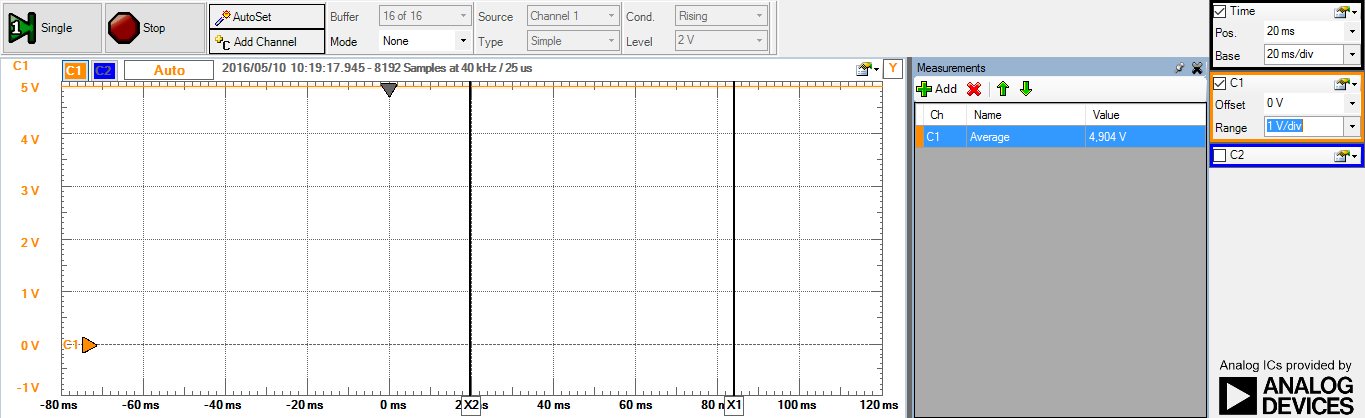 1 Single Stop AutoSet Buffer 16 of 16 Source Channel 1 Cond. Rising
Add Channel Mode None Type Simple Level 2 V
C1 C1 C2 Auto 2016/05/10 10:19:17.945 - 8192 Samples at 40 kHz / 25 us Y
5 V
4 V
3 V
2 V
1 V
0 V C1
-1 V
-80 ms -60 ms -40 ms -20 ms 0 ms X2 40 ms 60 ms X1 100 ms 120 ms
Measurements
Add
Ch Name Value
C1 Average 4,904 V
Time
Pos. 20 ms
Base 20 ms/div
C1
Offset 0 V
Range 1 V/div
C2
Analog ICs provided by
ANALOG
DEVICES